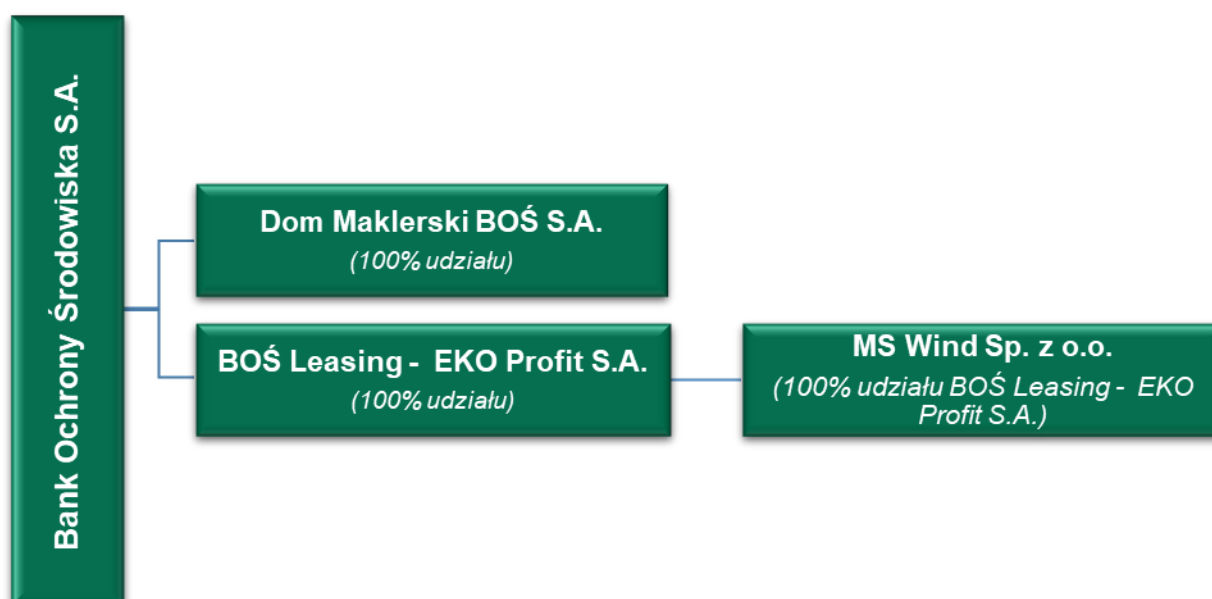 Bank Ochrony Środowiska S.A.
Dom Maklerski BOŚ S.A.
(100% udziału)
BOŚ Leasing - EKO Profit S.A.
(100% udziału)
MS Wind Sp. z o.o.
(100% udziału BOŚ Leasing - EKO
Profit S.A.)